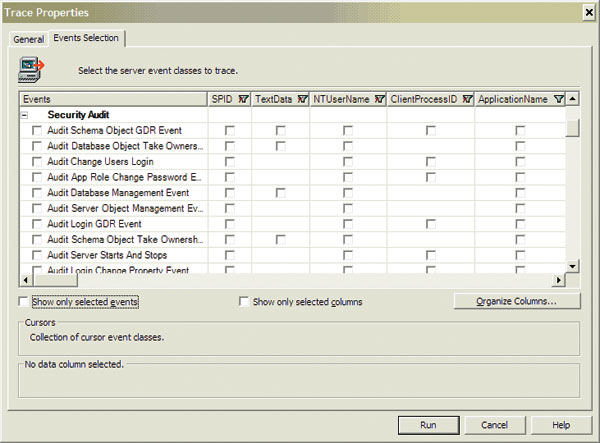 Trace Properties
General
Events Selection
Select the server event classes to trace.
Events SPID TextData NTUserName ClientProcessID ApplicationName
Security Audit
Audit Schema Object GDR Event
Audit Database Object Take Owners...
Audit Change Users Login
Audit App Role Change Password E...
Audit Database Management Event
Audit Server Object Management Ev...
Audit Login GDR Event
Audit Schema Object Take Ownersh...
Audit Server Starts And Stops
Audit Login Change Property Event
Show only selected events
Show only selected columns
Organize Columns...
Cursors
Collection of cursor event classes.
No data column selected.
Run
Cancel
Help